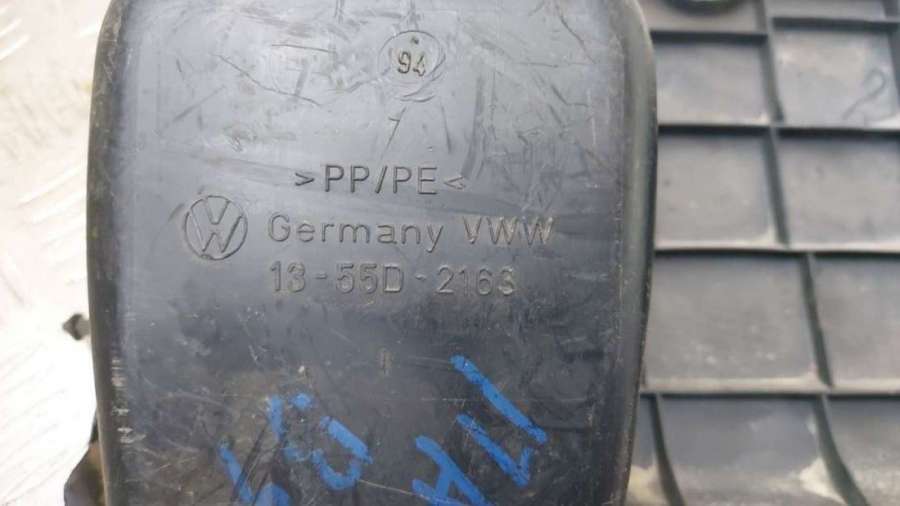 94
>PP/PE<
Germany VWW
13-55D-2163